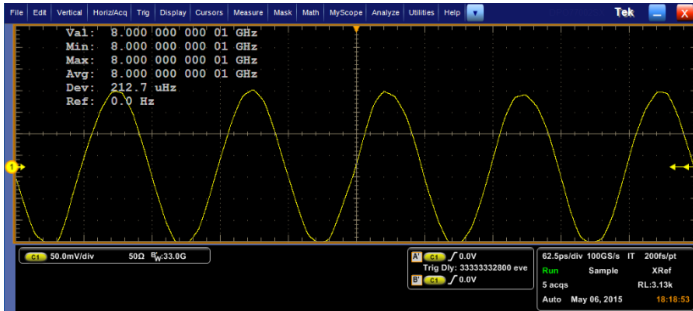 File Edit Vertical Horiz/Acq Trig Display Cursors Measure Mask Math MyScope Analyze Utilities Help Tek X
Val: 8.000 000 000 01 GHz
Min: 8.000 000 000 01 GHz
Max: 8.000 000 000 01 GHz
Avg: 8.000 000 000 01 GHz
Dev: 212.7 uHz
Ref: 0.0 Hz
1
C1 50.0mV/div 50Ω BW:33.0G
A' C1 0.0V
Trig Dly: 33333332800 eve
B' C1 0.0V
62.5ps/div 100GS/s IT 200fs/pt
Run Sample XRef
5 acqs RL:3.13k
Auto May 06, 2015 18:18:53